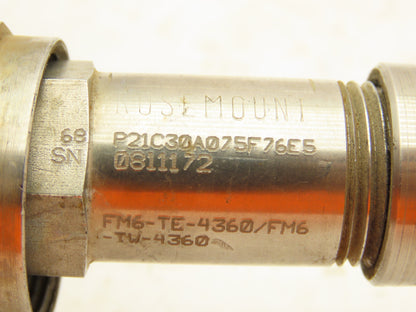 ROSEMOUNT
68 P21C30A075F76E5
SN 0811172
FM6-TE-4360/FM6
-TW-4360